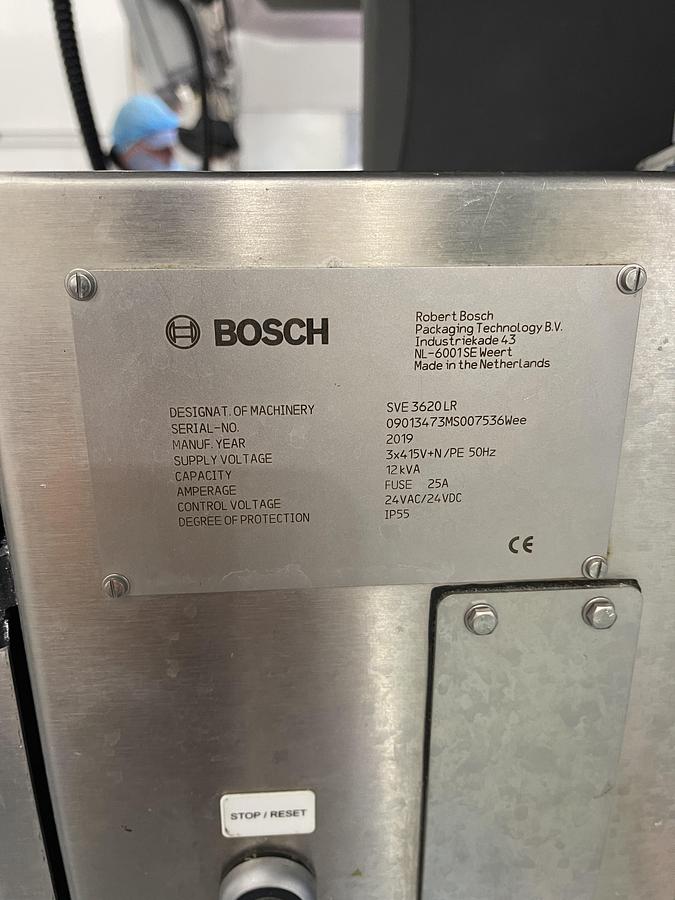 BOSCH
Robert Bosch
Packaging Technology B.V.
Industriekade 43
NL-6001SE Weert
Made in the Netherlands
DESIGNAT. OF MACHINERY SVE 3620 LR
SERIAL-NO. 09013473MS007536Wee
MANUF. YEAR 2019
SUPPLY VOLTAGE 3x415V+N/PE 50Hz
CAPACITY 12 kVA
AMPERAGE FUSE 25A
CONTROL VOLTAGE 24VAC/24VDC
DEGREE OF PROTECTION IP55
CE
STOP / RESET